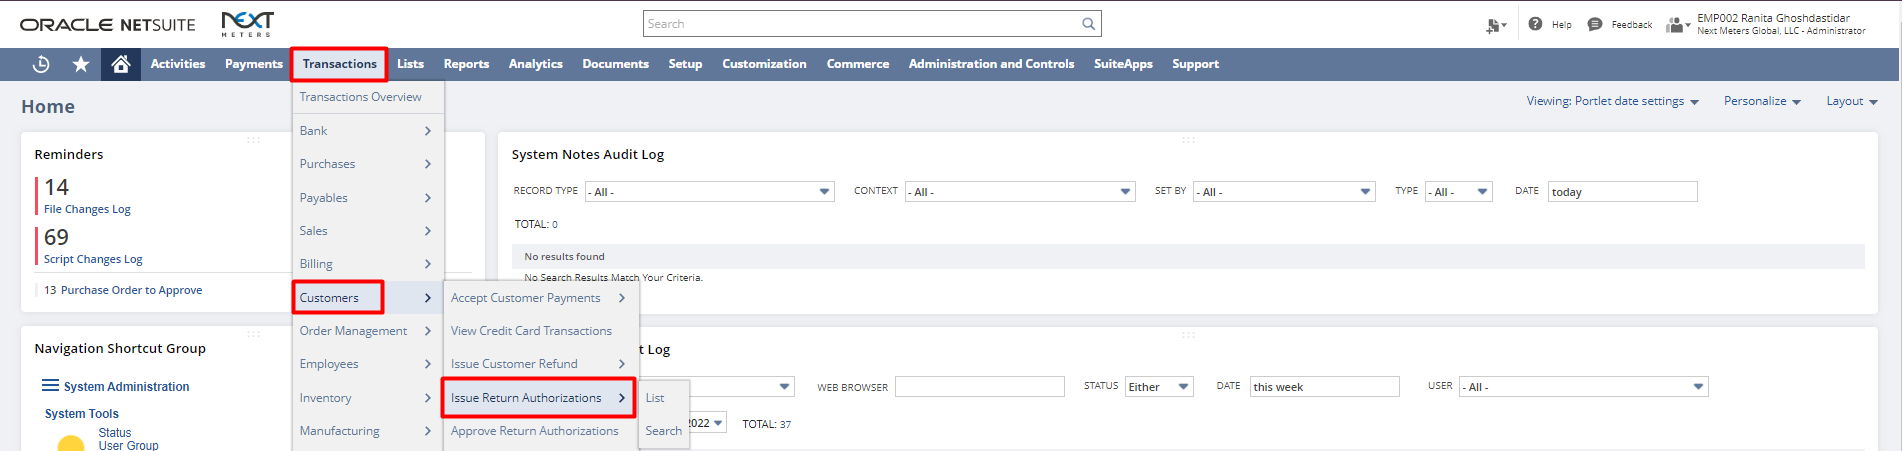 ORACLE NETSUITE
NEXT
METERS
Search
Help
Feedback
EMP002 Ranita Ghoshdastidar
Next Meters Global, LLC - Administrator
Activities Payments Transactions Lists Reports Analytics Documents Setup Customization Commerce Administration and Controls SuiteApps Support
Home
Viewing: Portlet date settings Personalize Layout
Transactions Overview
Bank
Purchases
Payables
Sales
Billing
Customers
Order Management
Employees
Inventory
Manufacturing
Accept Customer Payments
View Credit Card Transactions
Issue Customer Refund
Issue Return Authorizations
Approve Return Authorizations
List
Search
Reminders
14
File Changes Log
69
Script Changes Log
13 Purchase Order to Approve
Navigation Shortcut Group
System Administration
System Tools
Status
User Group
System Notes Audit Log
RECORD TYPE - All - CONTEXT - All - SET BY - All - TYPE - All - DATE today
TOTAL: 0
No results found
No Search Results Match Your Criteria.
t Log
WEB BROWSER STATUS Either DATE this week USER - All -
2022 TOTAL: 37